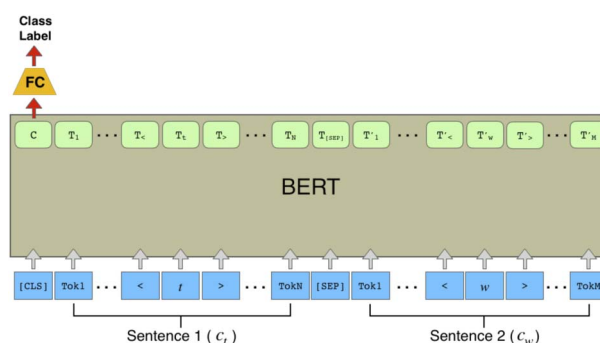 Class
Label
FC
C T1 ··· T< Tt T> ··· TN T[SEP] T'1 ··· T'< T'w T'> ··· T'M
BERT
[CLS] Tok1 ··· < t > ··· TokN [SEP] Tok1 ··· < w > ··· TokM
Sentence 1 (ct) Sentence 2 (cw)